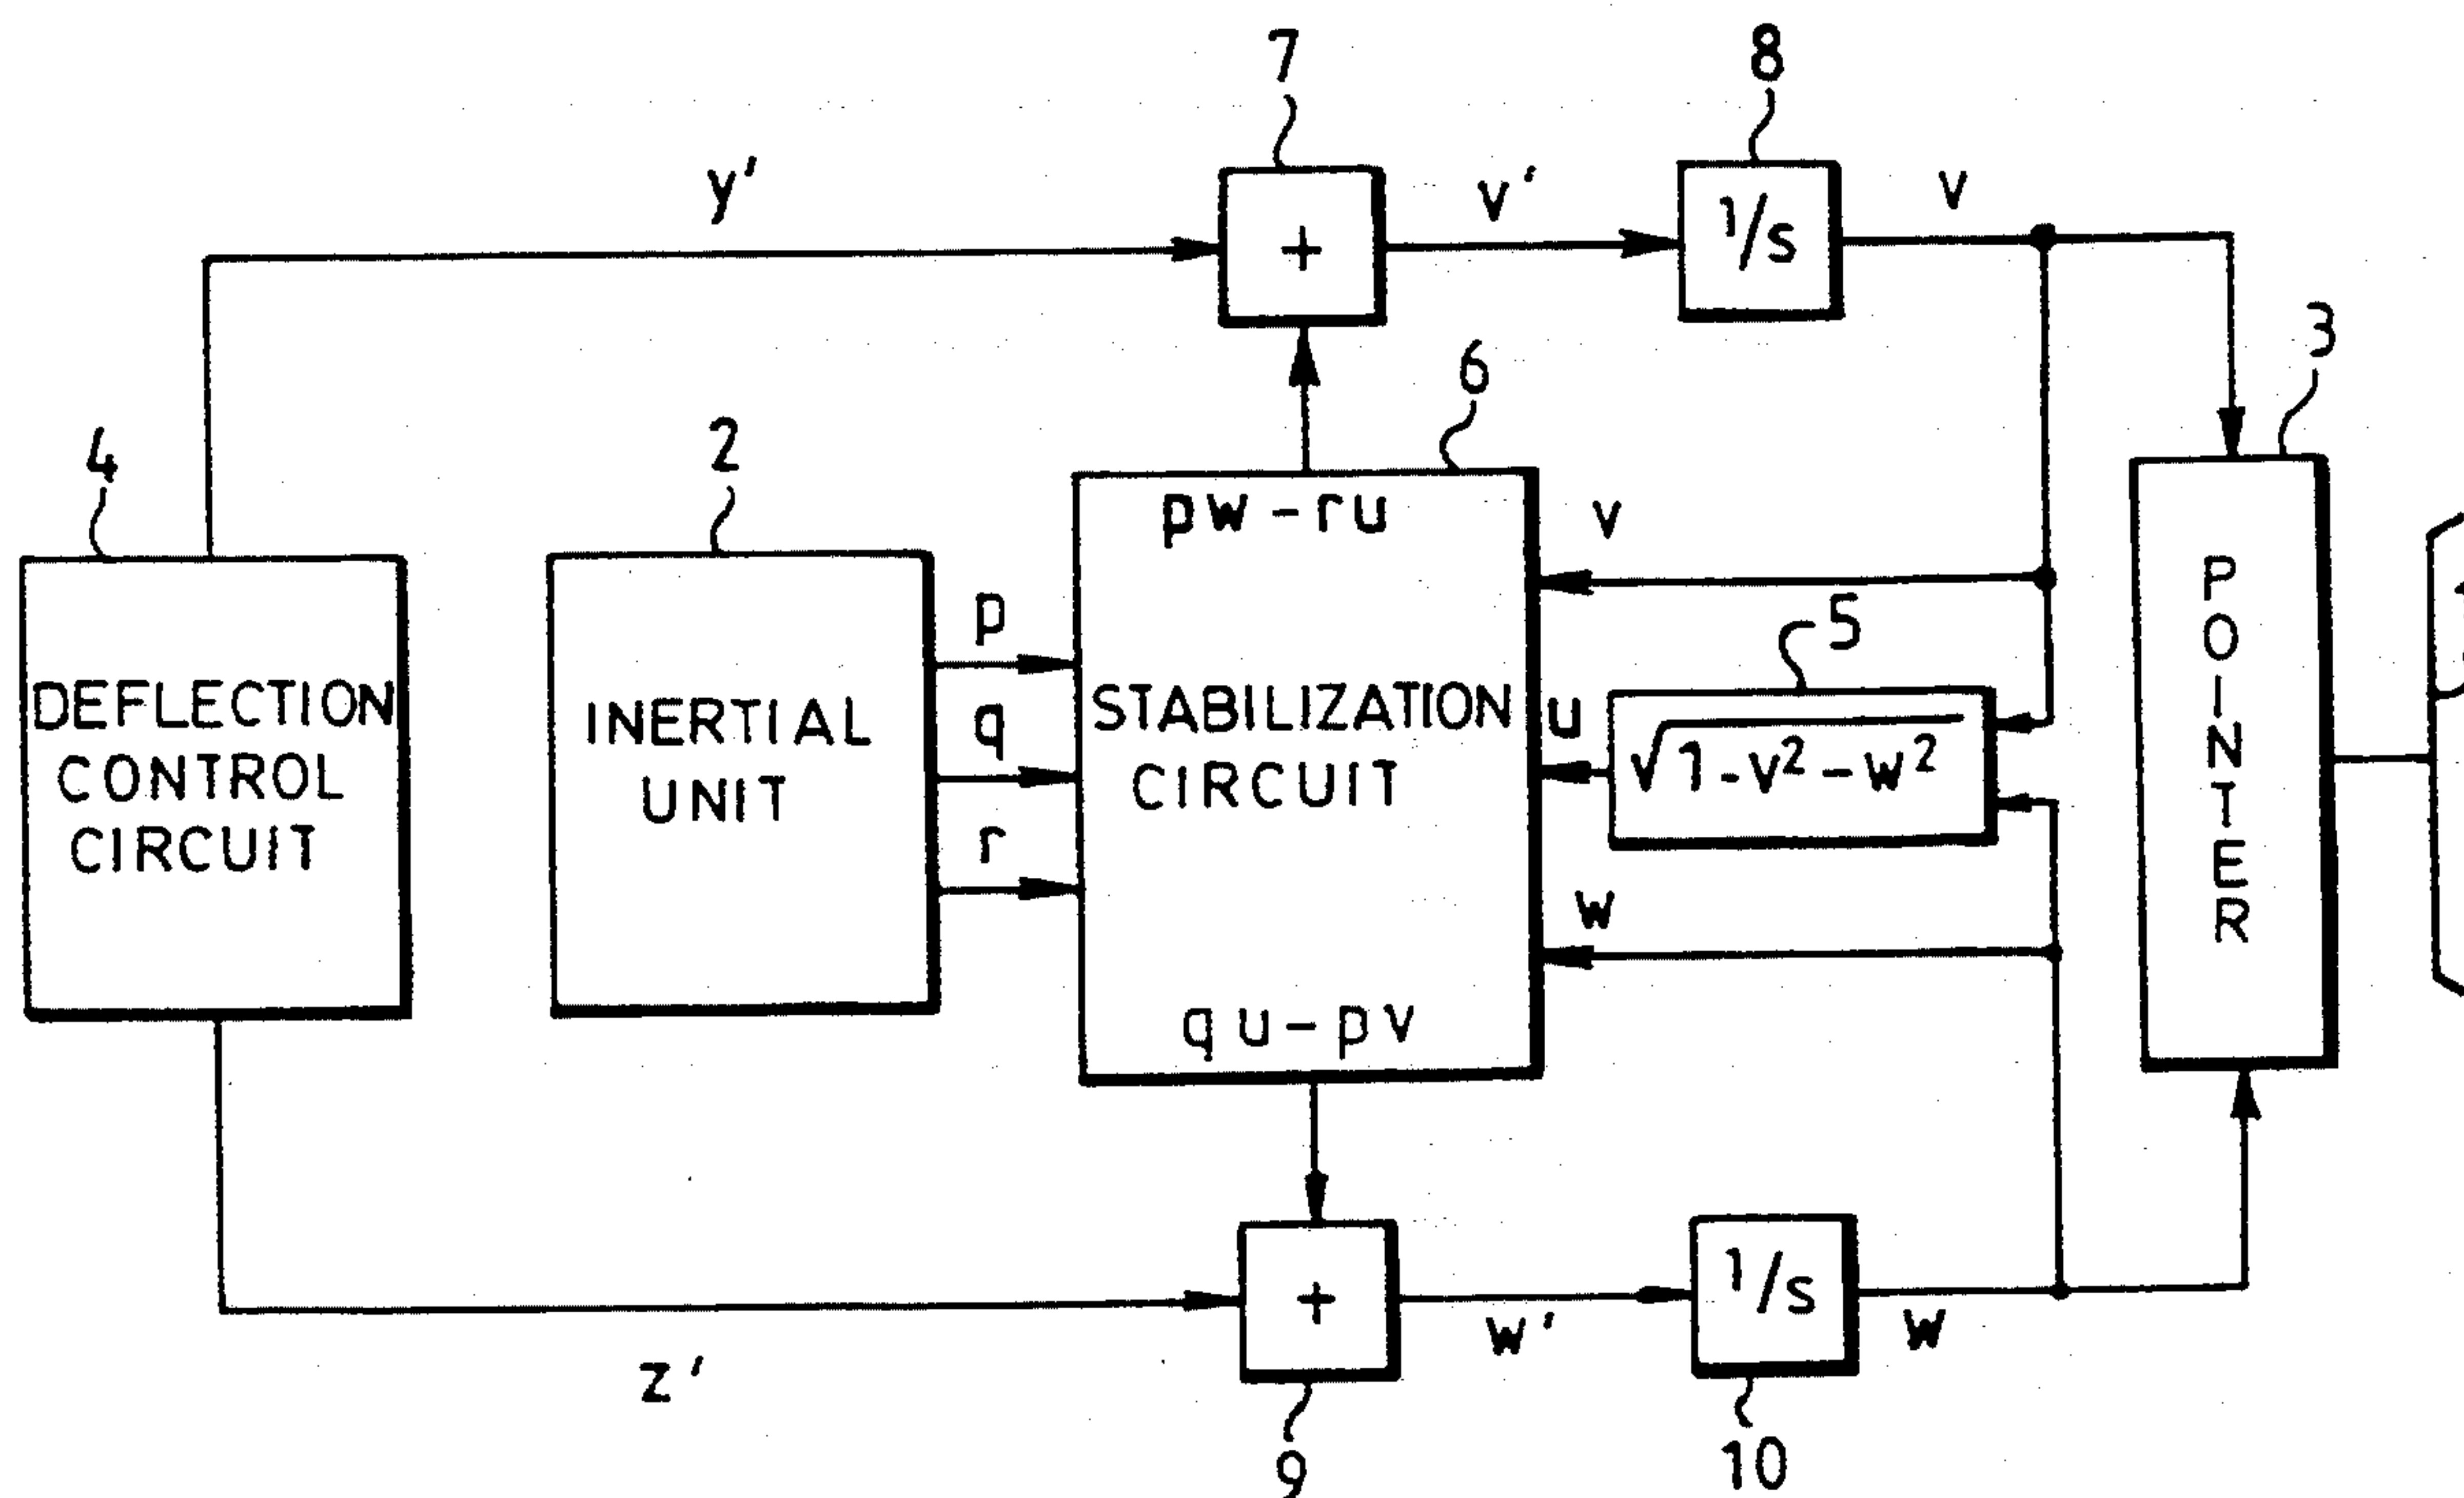 7
8
y'
v'
1/s
v
+
3
6
2
4
pw-ru
v
P
O
I
N
T
E
R
p
5
DEFLECTION
CONTROL
CIRCUIT
INERTIAL
UNIT
q
STABILIZATION
CIRCUIT
u
√1-v²-w²
r
w
qu-pv
+
1/s
w'
w
z'
9
10